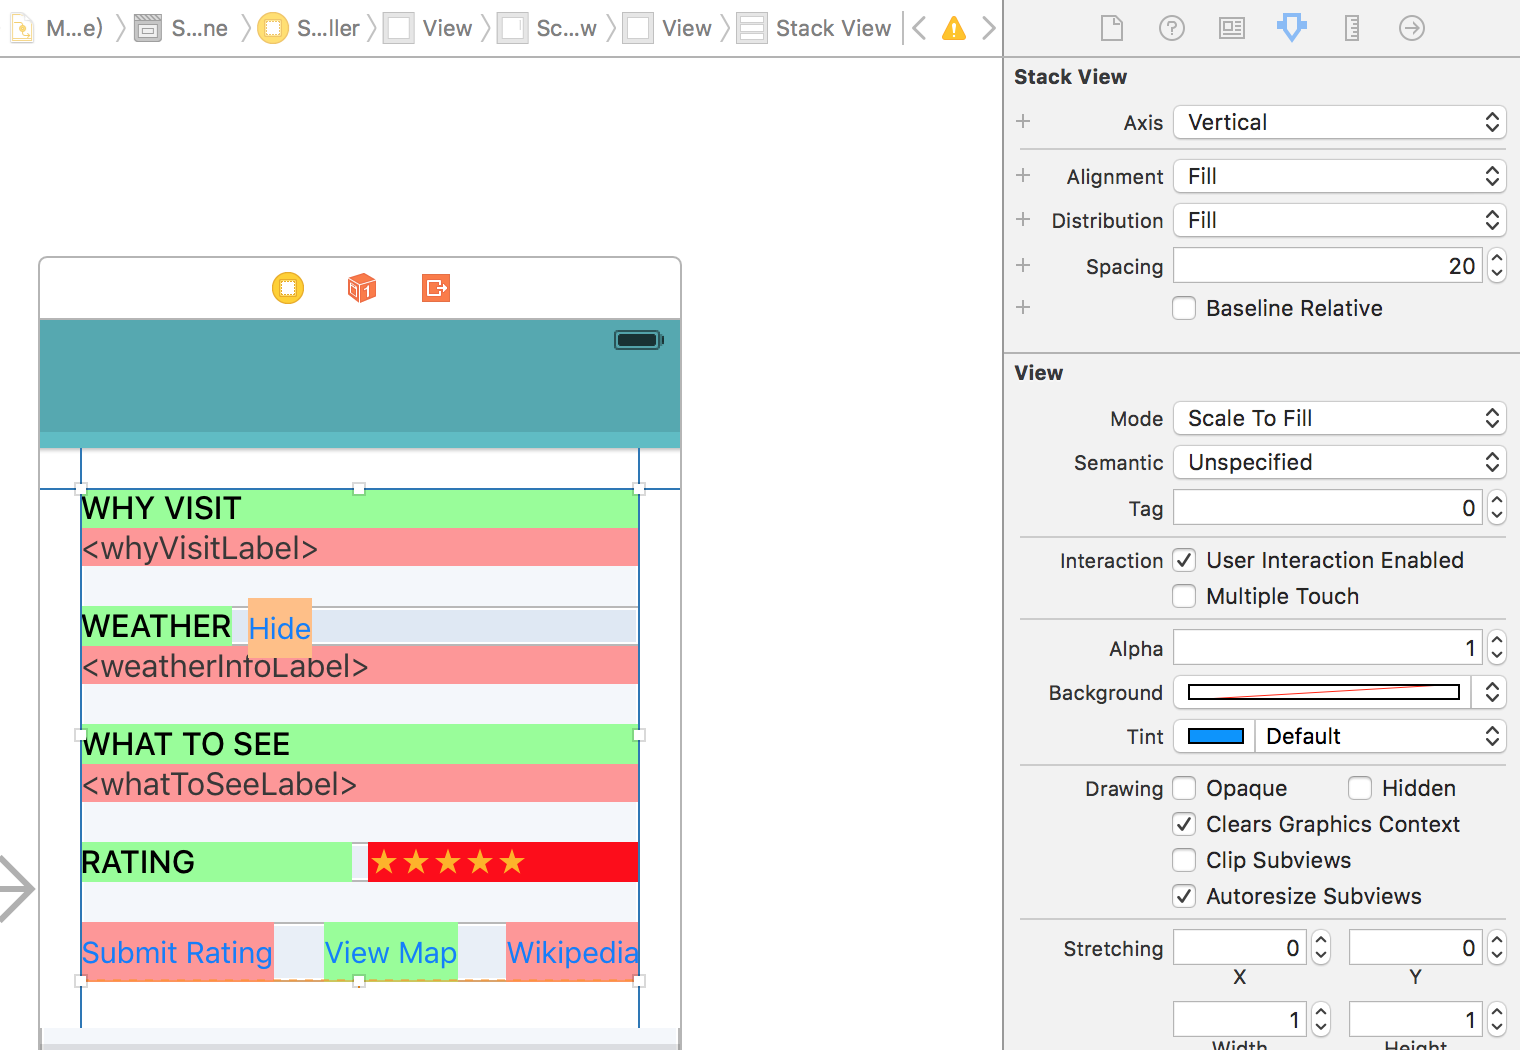 M...e) S...ne S...ller View Sc...w View Stack View
Stack View
Axis Vertical
Alignment Fill
Distribution Fill
Spacing 20
Baseline Relative
View
Mode Scale To Fill
Semantic Unspecified
Tag 0
Interaction User Interaction Enabled
Multiple Touch
Alpha 1
Background
Tint Default
Drawing Opaque Hidden
Clears Graphics Context
Clip Subviews
Autoresize Subviews
Stretching 0 0
X Y
1 1
Width Height
1
WHY VISIT
<whyVisitLabel>
WEATHER Hide
<weatherInfoLabel>
WHAT TO SEE
<whatToSeeLabel>
RATING ★★★★★
Submit Rating View Map Wikipedia